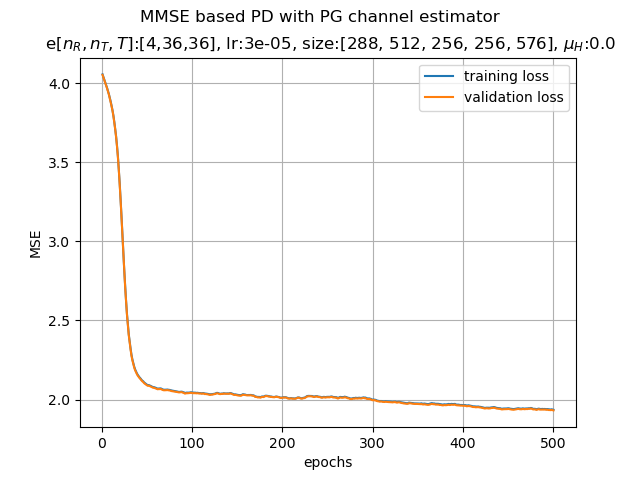 MMSE based PD with PG channel estimator
e[$n_R, n_T, T$]:[4,36,36], lr:3e-05, size:[288, 512, 256, 256, 576], $\mu_H$:0.0
training loss
validation loss
4.0
3.5
3.0
2.5
2.0
MSE
0
100
200
300
400
500
epochs